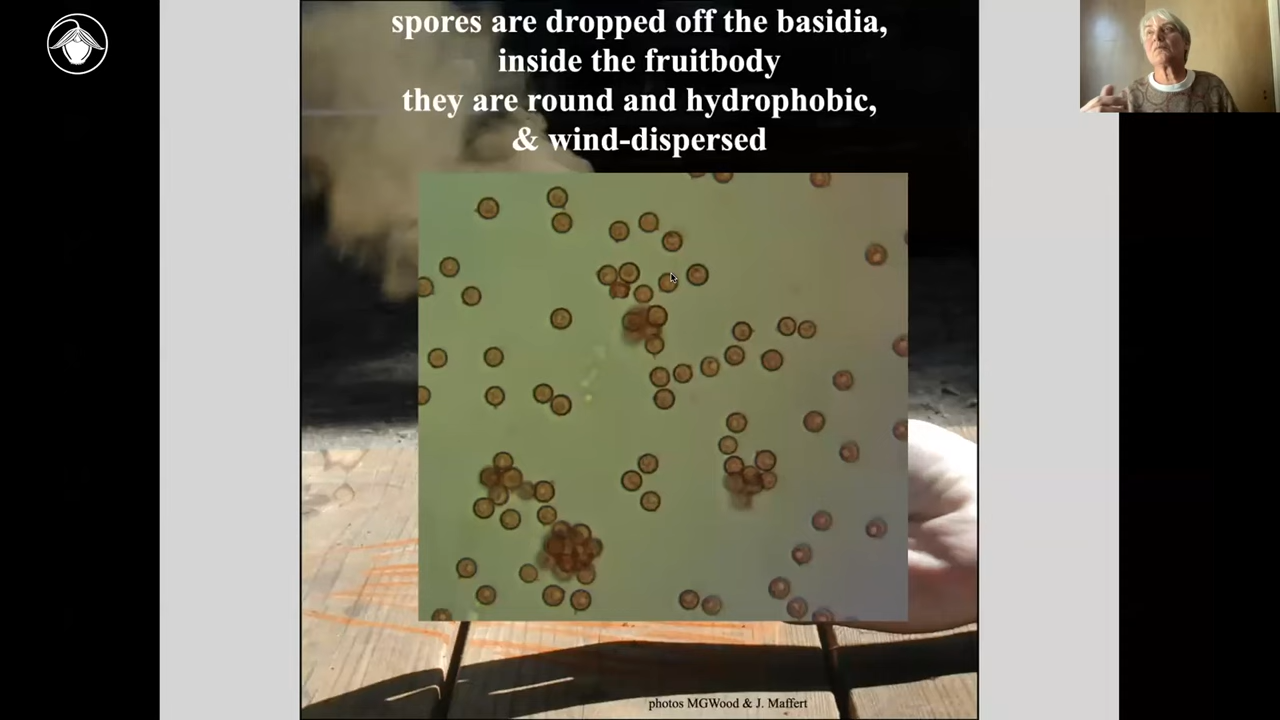 spores are dropped off the basidia,
inside the fruitbody
they are round and hydrophobic,
& wind-dispersed
photos MGWood & J. Maffert